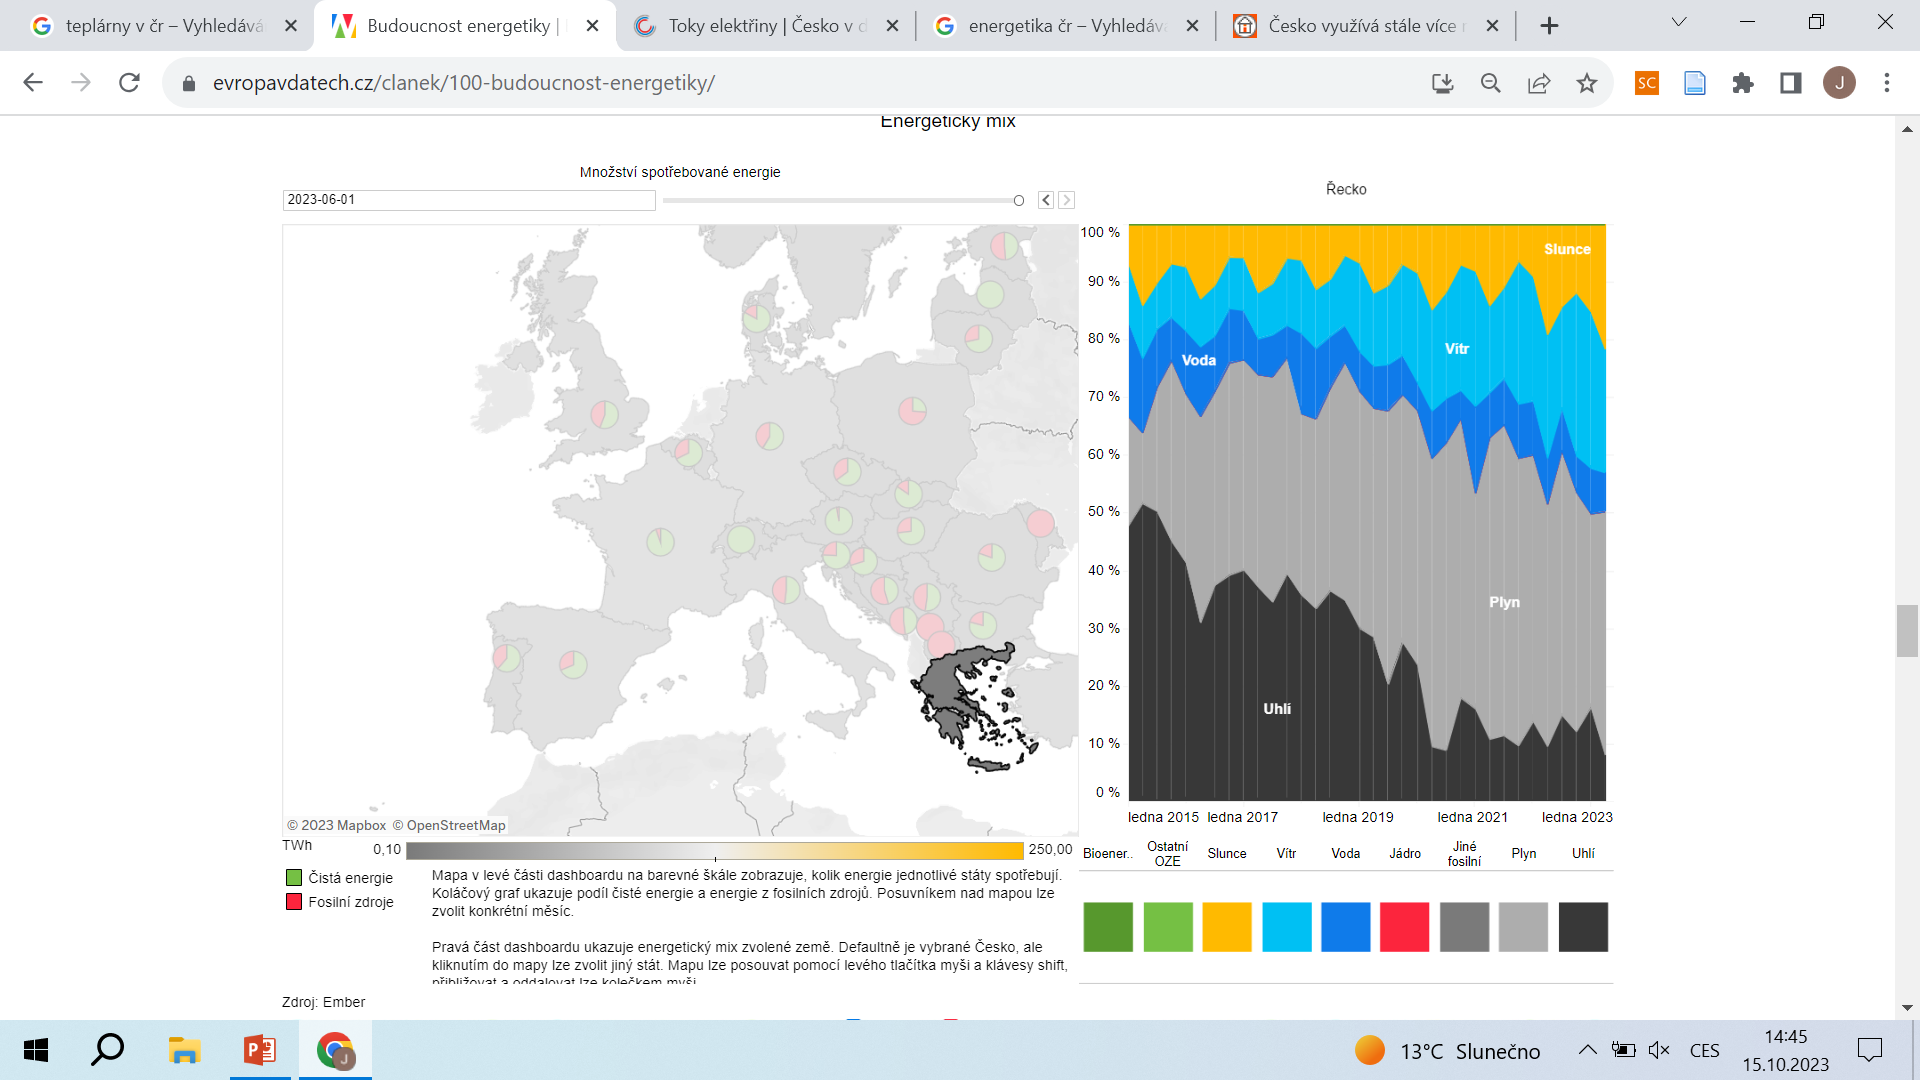 teplárny v čr – Vyhledává
Budoucnost energetiky |
Toky elektřiny | Česko v d
energetika čr – Vyhledáva
Česko využívá stále více
evropavdatech.cz/clanek/100-budoucnost-energetiky/
SC
J
Energetický mix
Množství spotřebované energie
2023-06-01
Řecko
100 %
90 %
80 %
70 %
60 %
50 %
40 %
30 %
20 %
10 %
0 %
Slunce
Vítr
Voda
Plyn
Uhlí
ledna 2015 ledna 2017 ledna 2019 ledna 2021 ledna 2023
© 2023 Mapbox © OpenStreetMap
TWh
0,10
250,00
Čistá energie
Fosilní zdroje
Mapa v levé části dashboardu na barevné škále zobrazuje, kolik energie jednotlivé státy spotřebují.
Koláčový graf ukazuje podíl čisté energie a energie z fosilních zdrojů. Posuvníkem nad mapou lze
zvolit konkrétní měsíc.
Pravá část dashboardu ukazuje energetický mix zvolené země. Defaultně je vybrané Česko, ale
kliknutím do mapy lze zvolit jiný stát. Mapu lze posouvat pomocí levého tlačítka myši a klávesy shift,
přibližovat a oddalovat lze kolečkem myši.
Bioener..
Ostatní
OZE
Slunce
Vítr
Voda
Jádro
Jiné
fosilní
Plyn
Uhlí
Zdroj: Ember
13°C Slunečno
CES
14:45
15.10.2023